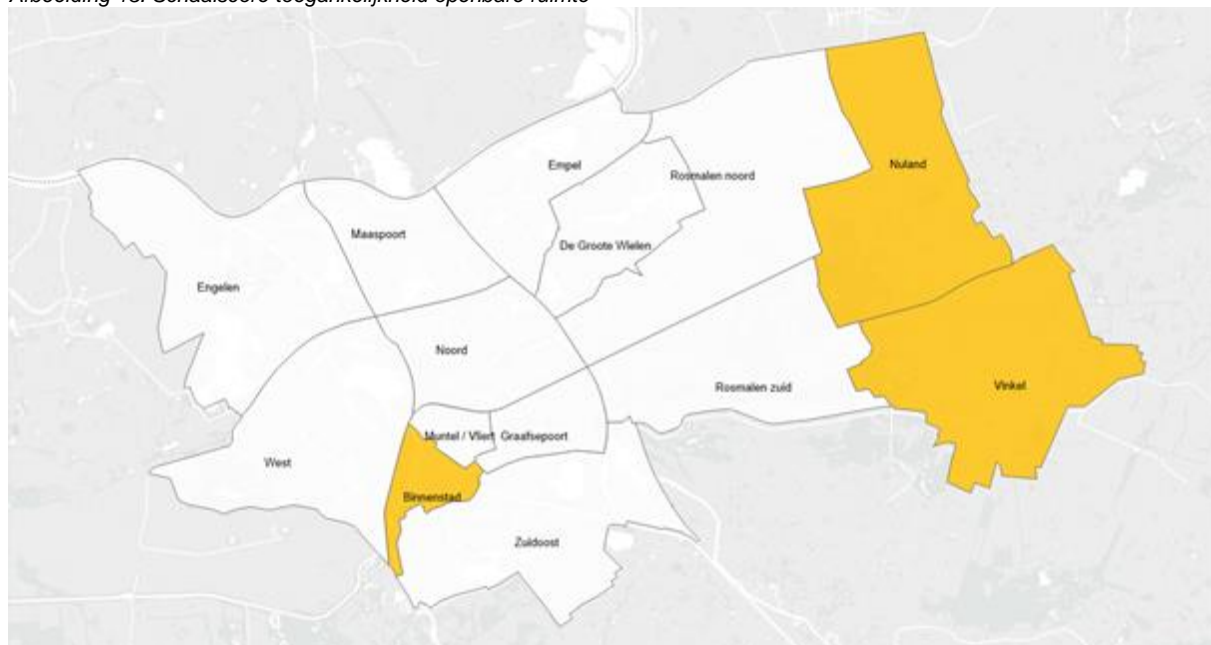 Afbeelding 18. Schaalscore toegankelijkheid openbare ruimte
Nuland
Empel
Rosmalen noord
Maaspoort
De Groote Wielen
Engelen
Noord
Rosmalen zuid
Vinkel
Muntel / Vliert
Graafsepoort
West
Binnenstad
Zuidoost